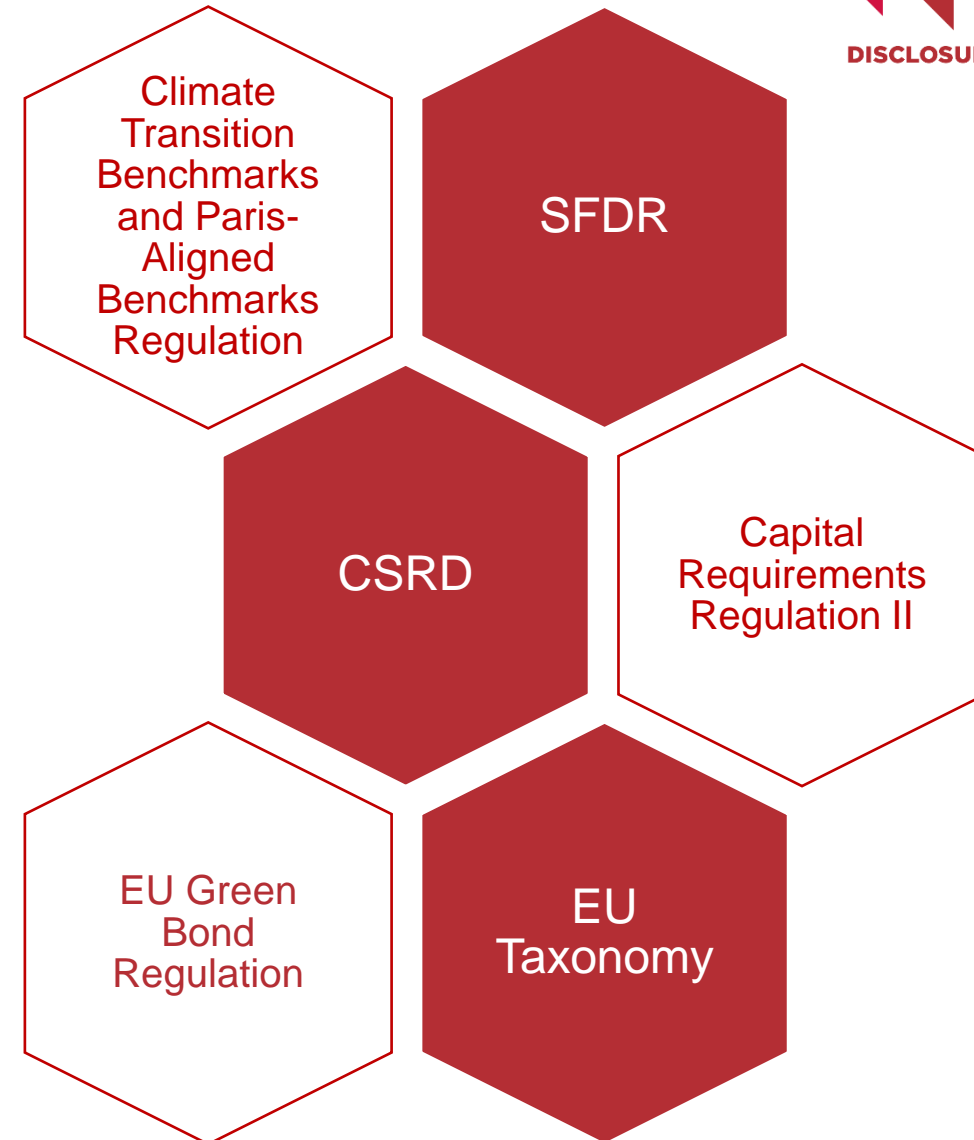 DISCLOSU
Climate
Transition
Benchmarks
and Paris-
Aligned
Benchmarks
Regulation
SFDR
CSRD
Capital
Requirements
Regulation II
EU Green
Bond
Regulation
EU
Taxonomy